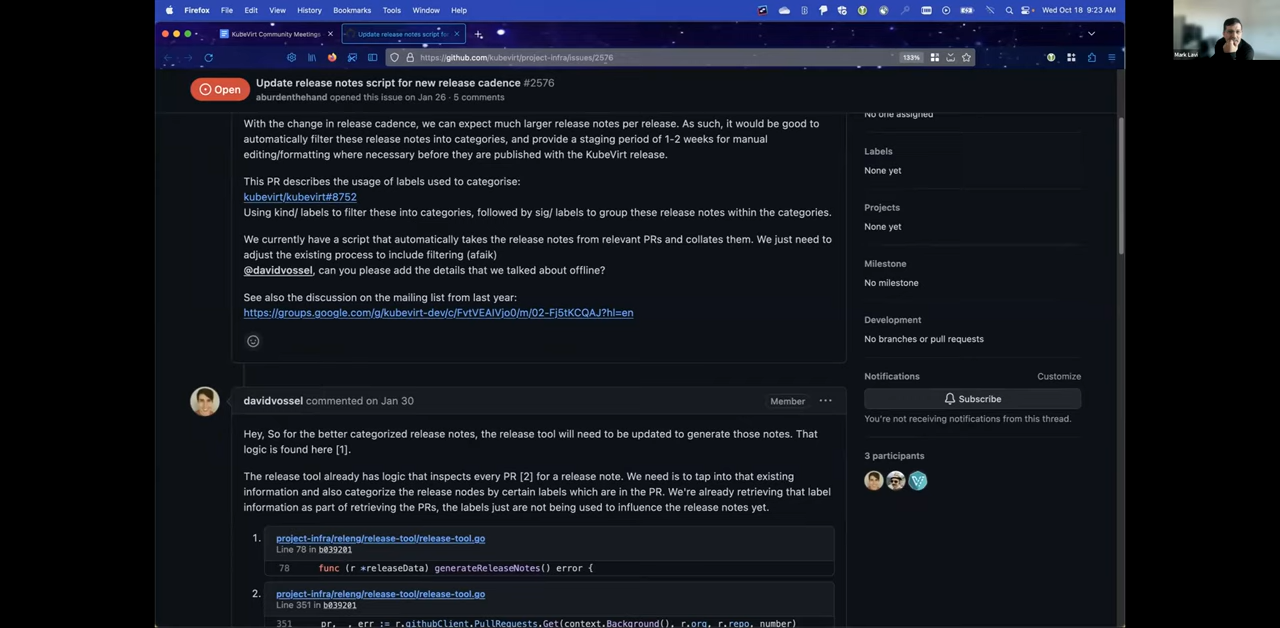 Firefox File Edit View History Bookmarks Tools Window Help
Wed Oct 18 9:23 AM
KubeVirt Community Meetings
Update release notes script fo
https://github.com/kubevirt/project-infra/issues/2576
133%
Mark Lavi
Open
Update release notes script for new release cadence #2576
aburdenthehand opened this issue on Jan 26 · 5 comments
With the change in release cadence, we can expect much larger release notes per release. As such, it would be good to
automatically filter these release notes into categories, and provide a staging period of 1-2 weeks for manual
editing/formatting where necessary before they are published with the KubeVirt release.
This PR describes the usage of labels used to categorise:
kubevirt/kubevirt#8752
Using kind/ labels to filter these into categories, followed by sig/ labels to group these release notes within the categories.
We currently have a script that automatically takes the release notes from relevant PRs and collates them. We just need to
adjust the existing process to include filtering (afaik)
@davidvossel, can you please add the details that we talked about offline?
See also the discussion on the mailing list from last year:
https://groups.google.com/g/kubevirt-dev/c/FvtVEAIVjo0/m/02-Fj5tKCQAJ?hl=en
davidvossel commented on Jan 30
Member
Hey, So for the better categorized release notes, the release tool will need to be updated to generate those notes. That
logic is found here [1].
The release tool already has logic that inspects every PR [2] for a release note. We need is to tap into that existing
information and also categorize the release nodes by certain labels which are in the PR. We're already retrieving that label
information as part of retrieving the PRs, the labels just are not being used to influence the release notes yet.
1. project-infra/releng/release-tool/release-tool.go
Line 78 in b039201
78 func (r *releaseData) generateReleaseNotes() error {
2. project-infra/releng/release-tool/release-tool.go
Line 351 in b039201
351 pr, _, err := r.githubClient.PullRequests.Get(context.Background(), r.org, r.repo, number)
No one assigned
Labels
None yet
Projects
None yet
Milestone
No milestone
Development
No branches or pull requests
Notifications
Customize
Subscribe
You're not receiving notifications from this thread.
3 participants